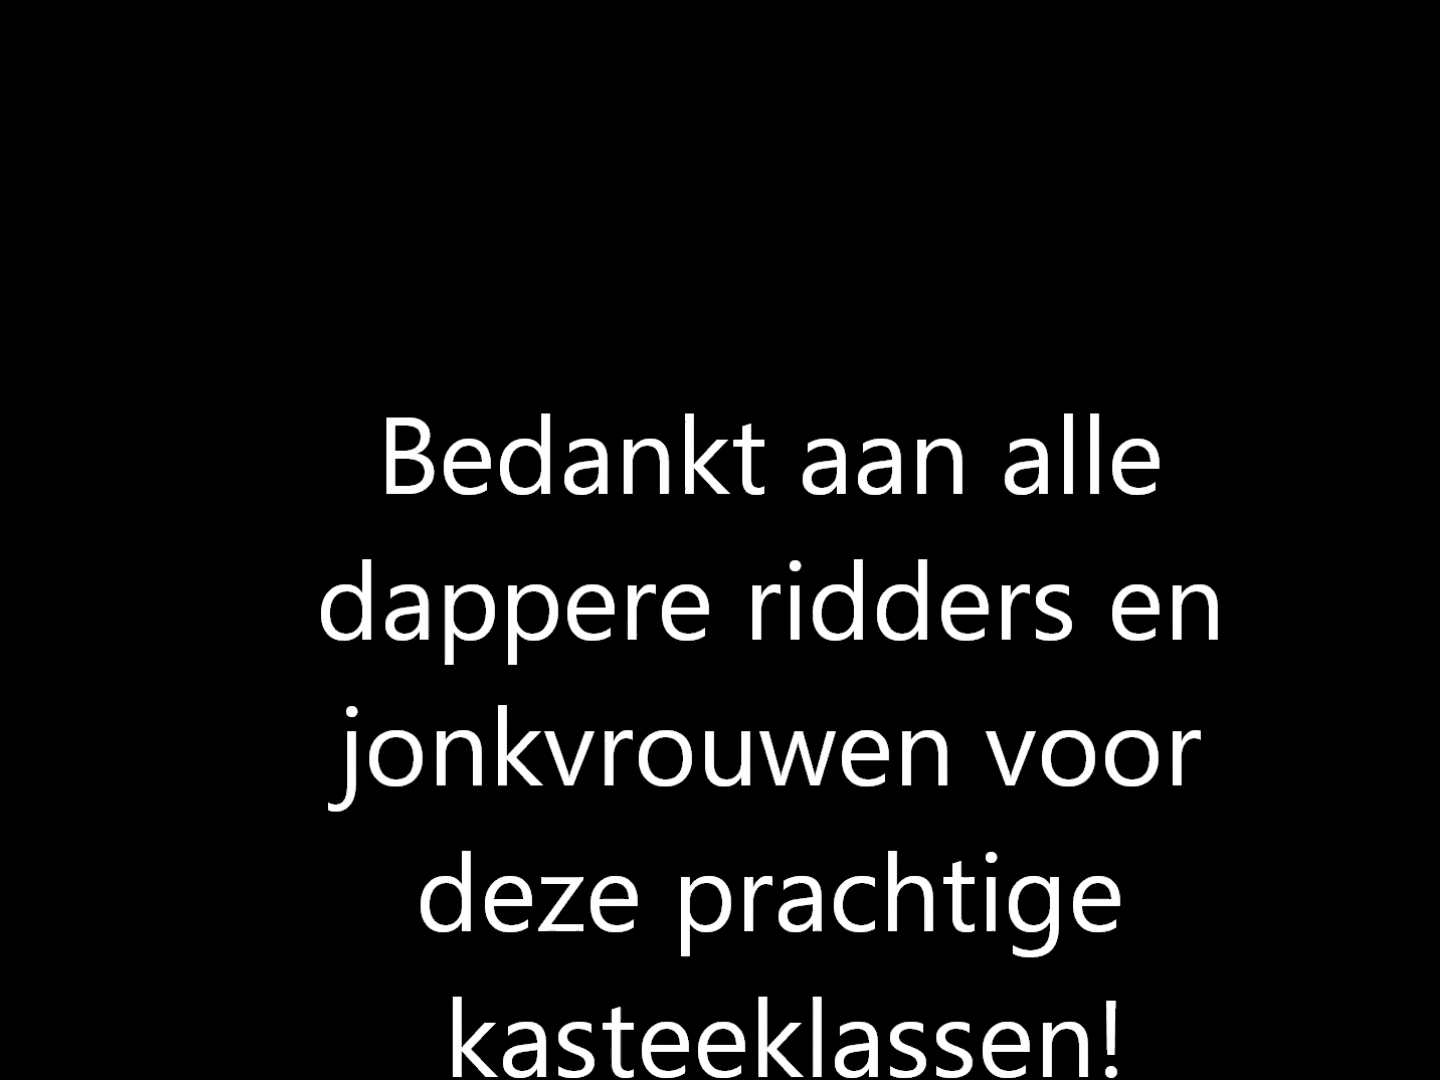 Bedankt aan alle
dappere ridders en
jonkvrouwen voor
deze prachtige
kasteeklassen!